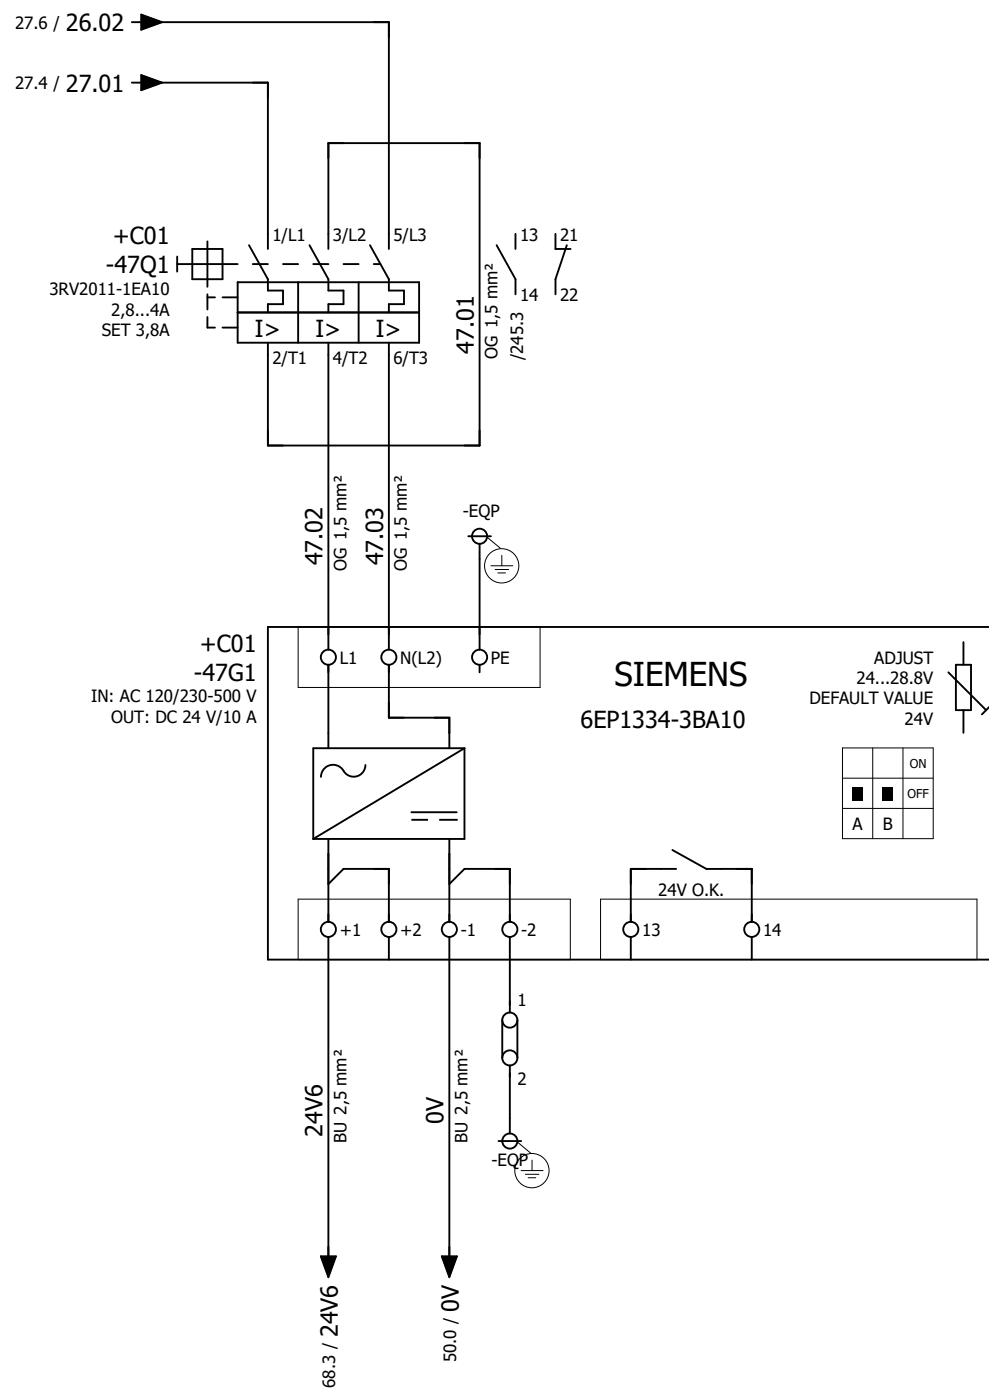 27.6 / 26.02
27.4 / 27.01
+C01
-47Q1
3RV2011-1EA10
2,8...4A
SET 3,8A
1/L1 3/L2 5/L3
I> I> I>
2/T1 4/T2 6/T3
47.01
OG 1,5 mm²
/245.3
13 21
14 22
47.02
OG 1,5 mm²
47.03
OG 1,5 mm²
-EQP
+C01
-47G1
IN: AC 120/230-500 V
OUT: DC 24 V/10 A
L1 N(L2) PE
SIEMENS
6EP1334-3BA10
ADJUST
24...28.8V
DEFAULT VALUE
24V
ON
OFF
A B
24V O.K.
+1 +2 -1 -2 13 14
1
2
-EQP
24V6
BU 2,5 mm²
0V
BU 2,5 mm²
68.3 / 24V6
50.0 / 0V